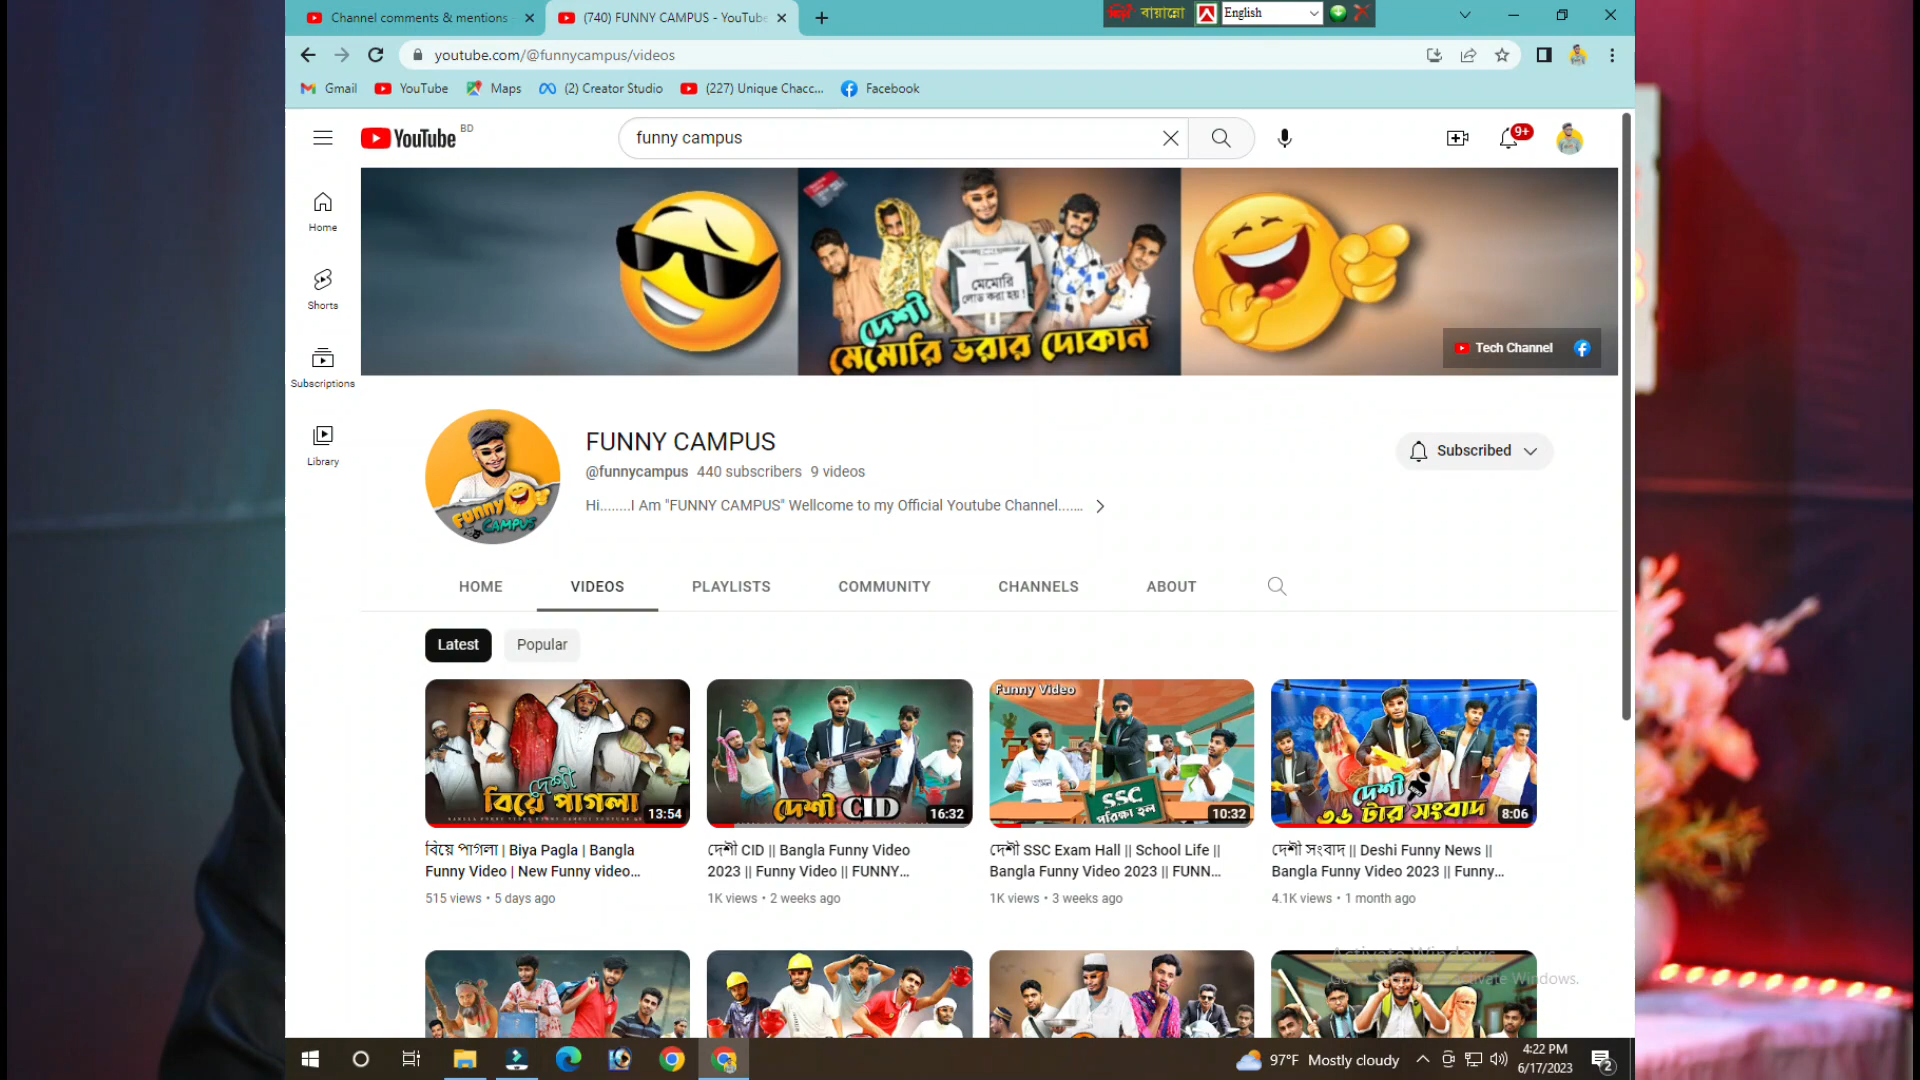 Channel comments & mentions
(740) FUNNY CAMPUS - YouTube
বায়ান্নো
English
youtube.com/@funnycampus/videos
Gmail
YouTube
Maps
(2) Creator Studio
(227) Unique Chacc...
Facebook
YouTube BD
funny campus
9+
Home
Shorts
Subscriptions
Library
মেমোরি
লোড করা হয় !
দেশী
মেমোরি ভরার দোকান
Tech Channel
Funny
CAMPUS
FUNNY CAMPUS
@funnycampus 440 subscribers 9 videos
Hi........I Am "FUNNY CAMPUS" Wellcome to my Official Youtube Channel.......
Subscribed
HOME
VIDEOS
PLAYLISTS
COMMUNITY
CHANNELS
ABOUT
Latest
Popular
দেশী
বিয়ে পাগলা
13:54
দেশী CID
16:32
Funny Video
SSC
পরিক্ষা হল
10:32
দেশী
৩৬ টার সংবাদ
8:06
বিয়ে পাগলা | Biya Pagla | Bangla
Funny Video | New Funny video...
515 views • 5 days ago
দেশী CID || Bangla Funny Video
2023 || Funny Video || FUNNY...
1K views • 2 weeks ago
দেশী SSC Exam Hall || School Life ||
Bangla Funny Video 2023 || FUNN...
1K views • 3 weeks ago
দেশী সংবাদ || Deshi Funny News ||
Bangla Funny Video 2023 || Funny...
4.1K views • 1 month ago
Activate Windows
97°F Mostly cloudy
4:22 PM
6/17/2023
2